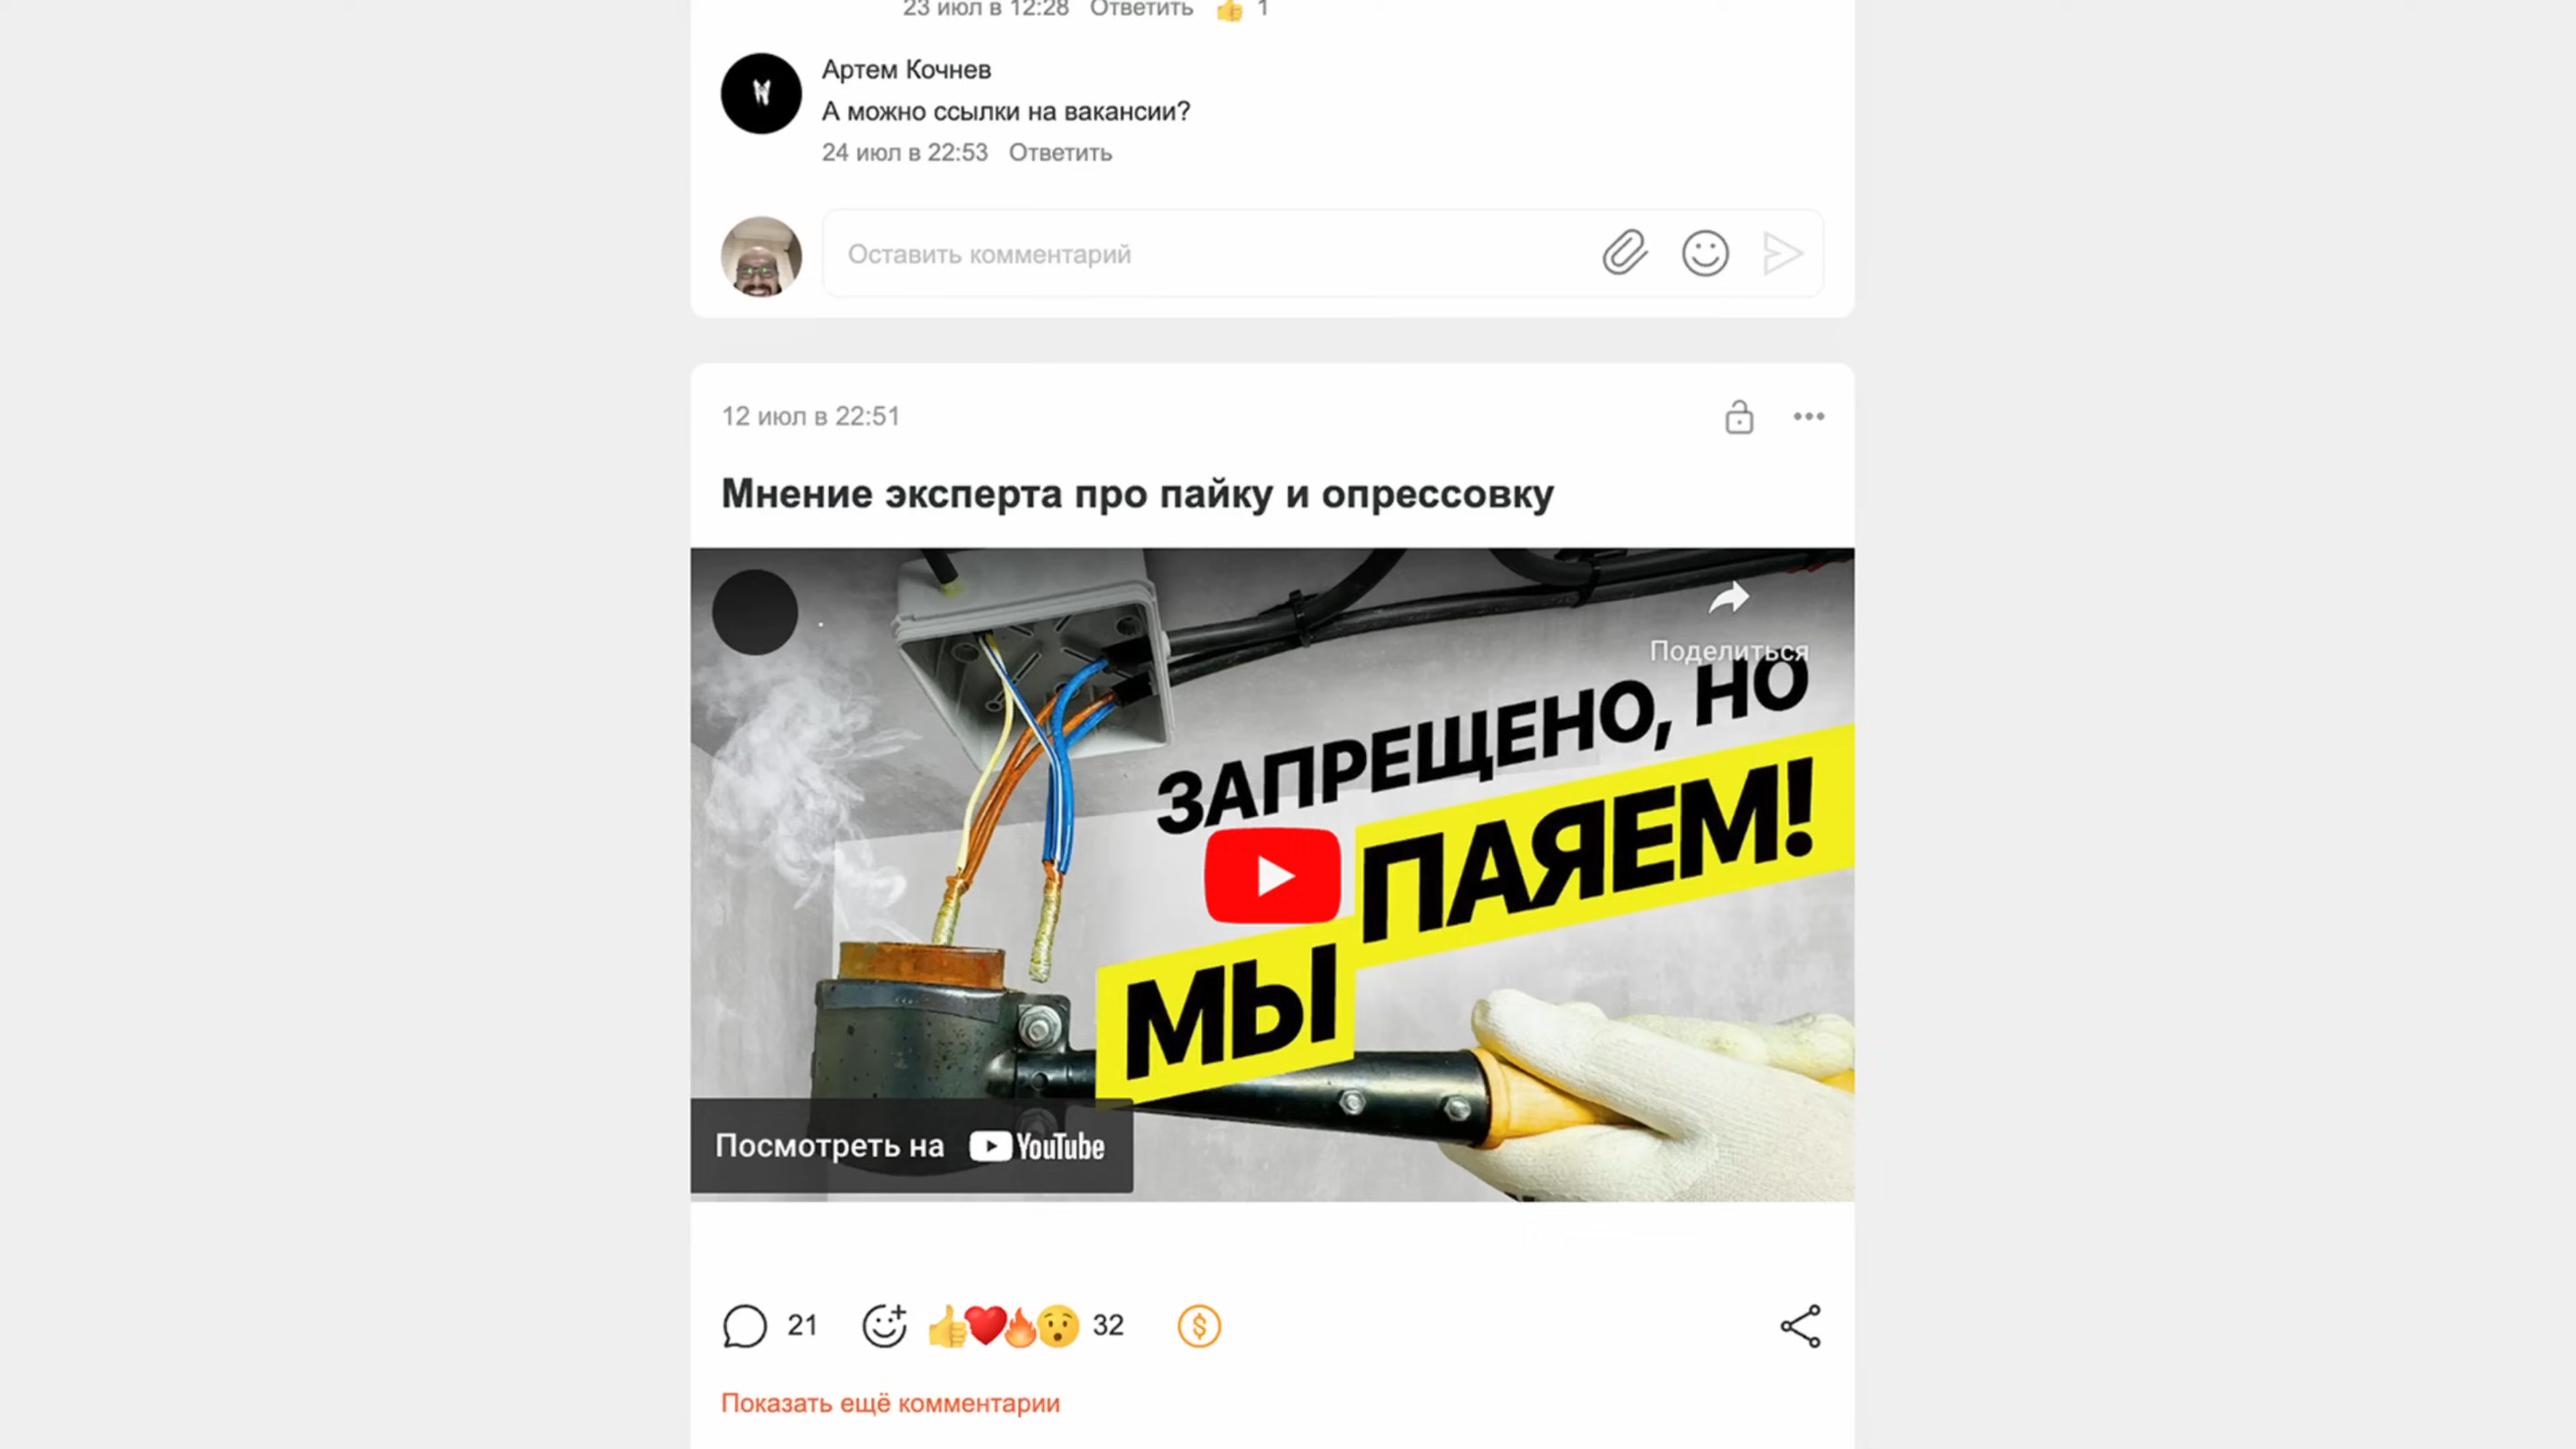 23 июл в 12:28 Ответить 👍 1
Артем Кочнев
А можно ссылки на вакансии?
24 июл в 22:53 Ответить
Оставить комментарий
12 июл в 22:51
Мнение эксперта про пайку и опрессовку
Поделиться
ЗАПРЕЩЕНО, НО
МЫ ПАЯЕМ!
Посмотреть на YouTube
21 32
Показать ещё комментарии